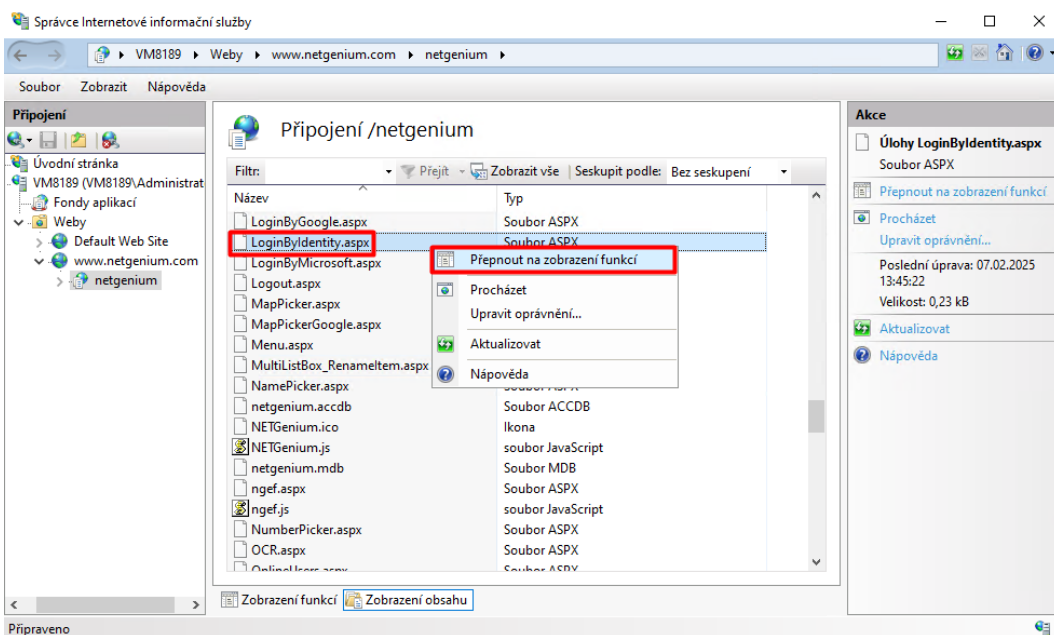 Správce Internetové informační služby
VM8189 Weby www.netgenium.com netgenium
Soubor Zobrazit Nápověda
Připojení
Úvodní stránka
VM8189 (VM8189\Administrat
Fondy aplikací
Weby
Default Web Site
www.netgenium.com
netgenium
Připojení /netgenium
Filtr: Přejít Zobrazit vše Seskupit podle: Bez seskupení
Název Typ
LoginByGoogle.aspx Soubor ASPX
LoginByIdentity.aspx Soubor ASPX
LoginByMicrosoft.aspx
Logout.aspx
MapPicker.aspx
MapPickerGoogle.aspx
Menu.aspx
MultiListBox_RenameItem.aspx
NamePicker.aspx Soubor ASPX
netgenium.accdb Soubor ACCDB
NETGenium.ico Ikona
NETGenium.js soubor JavaScript
netgenium.mdb Soubor MDB
ngef.aspx Soubor ASPX
ngef.js soubor JavaScript
NumberPicker.aspx Soubor ASPX
OCR.aspx Soubor ASPX
OnlineUsers.aspx Soubor ASPX
Přepnout na zobrazení funkcí
Procházet
Upravit oprávnění...
Aktualizovat
Nápověda
Zobrazení funkcí Zobrazení obsahu
Akce
Úlohy LoginByIdentity.aspx
Soubor ASPX
Přepnout na zobrazení funkcí
Procházet
Upravit oprávnění...
Poslední úprava: 07.02.2025
13:45:22
Velikost: 0,23 kB
Aktualizovat
Nápověda
Připraveno